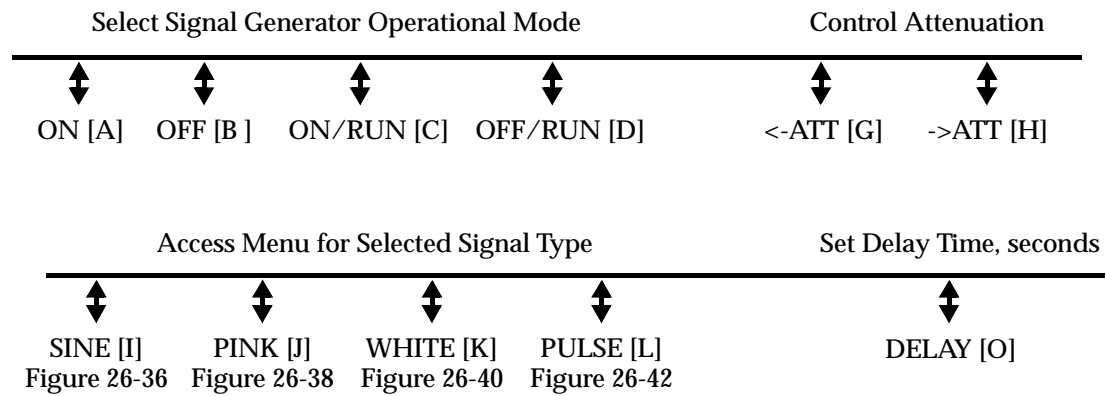 Select Signal Generator Operational Mode Control Attenuation
ON [A] OFF [B ] ON/RUN [C] OFF/RUN [D] <-ATT [G] ->ATT [H]
Access Menu for Selected Signal Type Set Delay Time, seconds
SINE [I] PINK [J] WHITE [K] PULSE [L] DELAY [O]
Figure 26-36 Figure 26-38 Figure 26-40 Figure 26-42